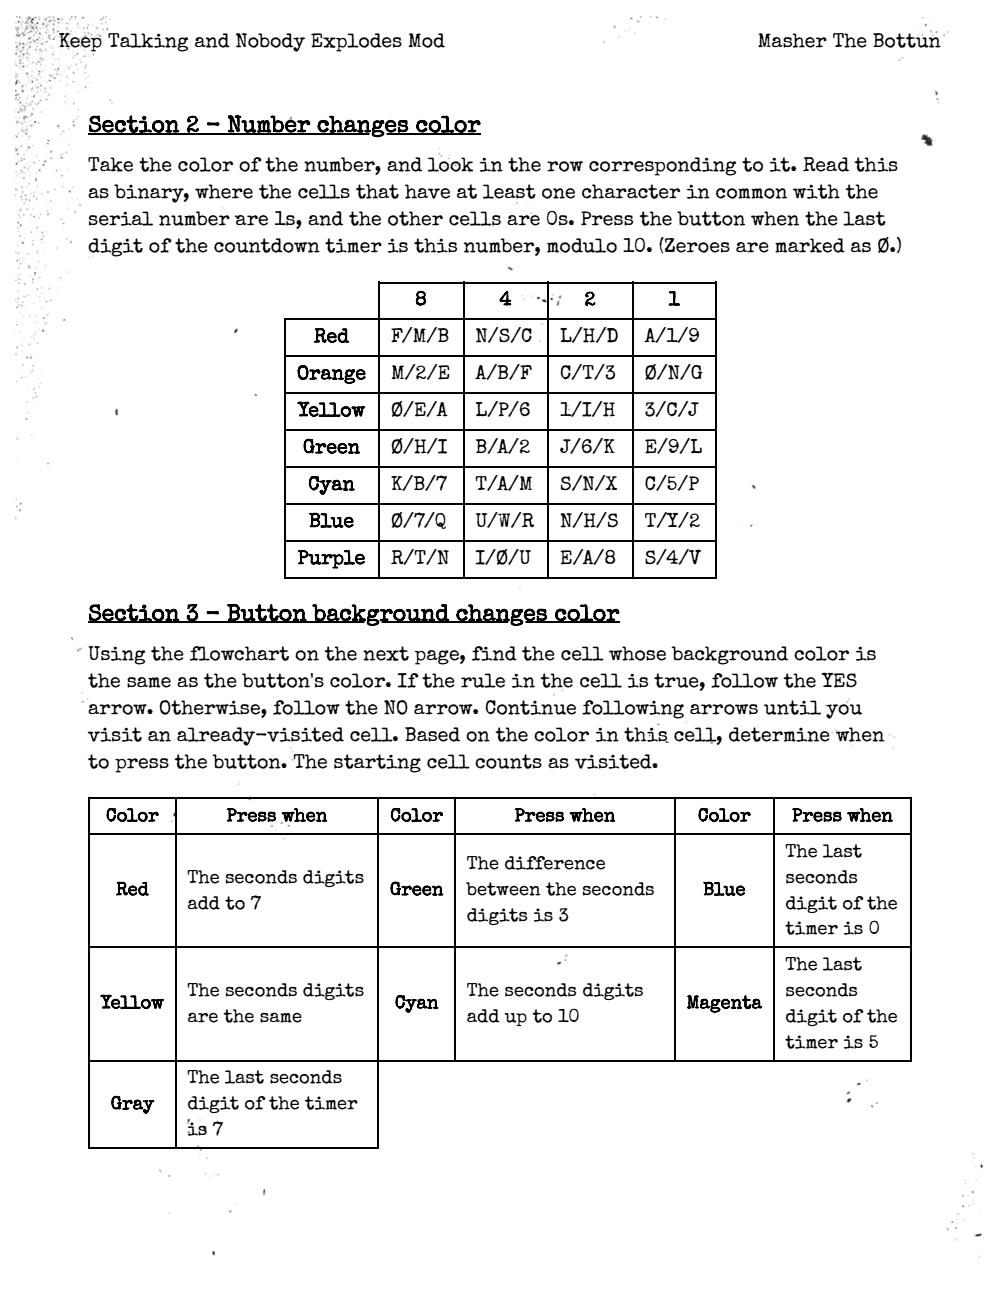 Keep Talking and Nobody Explodes Mod
Masher The Bottun
Section 2 – Number changes color
Take the color of the number, and look in the row corresponding to it. Read this
as binary, where the cells that have at least one character in common with the
serial number are 1s, and the other cells are 0s. Press the button when the last
digit of the countdown timer is this number, modulo 10. (Zeroes are marked as Ø.)
8 4 2 1
Red F/M/B N/S/C L/H/D A/1/9
Orange M/2/E A/B/F C/T/3 Ø/N/G
Yellow Ø/E/A L/P/6 1/I/H 3/C/J
Green Ø/H/I B/A/2 J/6/K E/9/L
Cyan K/B/7 T/A/M S/N/X C/5/P
Blue Ø/7/Q U/W/R N/H/S T/Y/2
Purple R/T/N I/Ø/U E/A/8 S/4/V
Section 3 – Button background changes color
Using the flowchart on the next page, find the cell whose background color is
the same as the button's color. If the rule in the cell is true, follow the YES
arrow. Otherwise, follow the NO arrow. Continue following arrows until you
visit an already-visited cell. Based on the color in this cell, determine when
to press the button. The starting cell counts as visited.
Color Press when Color Press when Color Press when
Red
The seconds digits
add to 7
Green
The difference
between the seconds
digits is 3
Blue
The last
seconds
digit of the
timer is 0
Yellow
The seconds digits
are the same
Cyan
The seconds digits
add up to 10
Magenta
The last
seconds
digit of the
timer is 5
Gray
The last seconds
digit of the timer
is 7